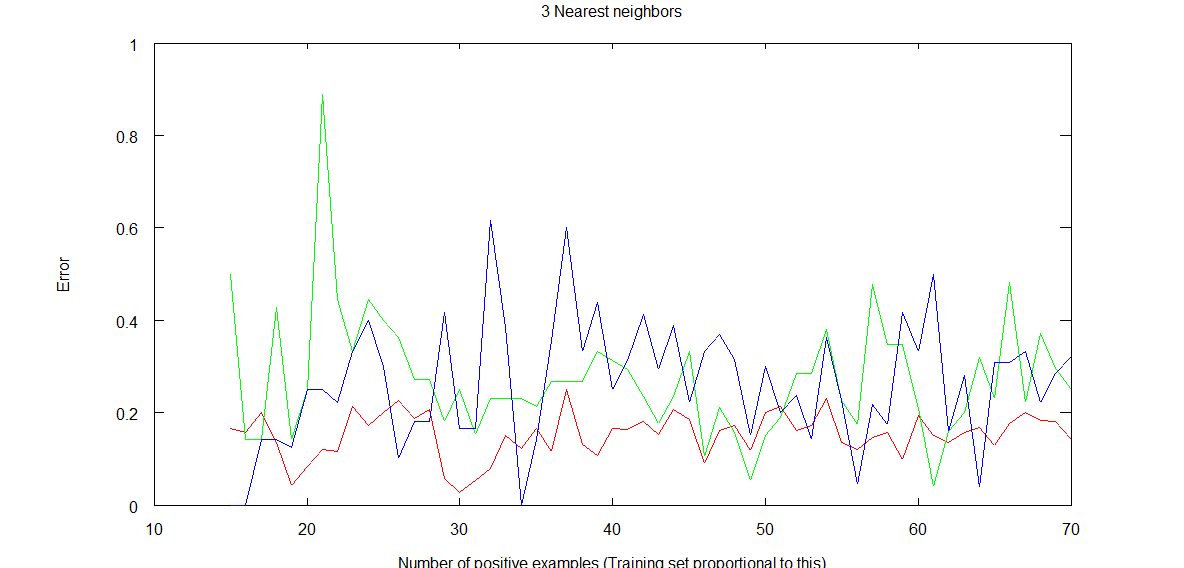 3 Nearest neighbors
1
0.8
0.6
0.4
0.2
0
Error
10 20 30 40 50 60 70
Number of positive examples (Training set proportional to this)